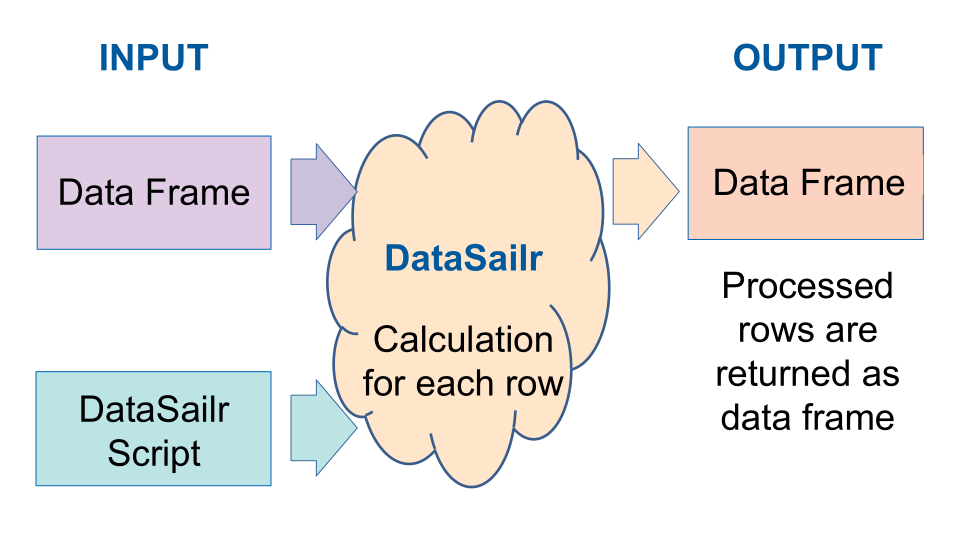 INPUT
OUTPUT
Data Frame
Data Frame
DataSailr
Calculation
for each row
Processed
rows are
returned as
data frame
DataSailr
Script